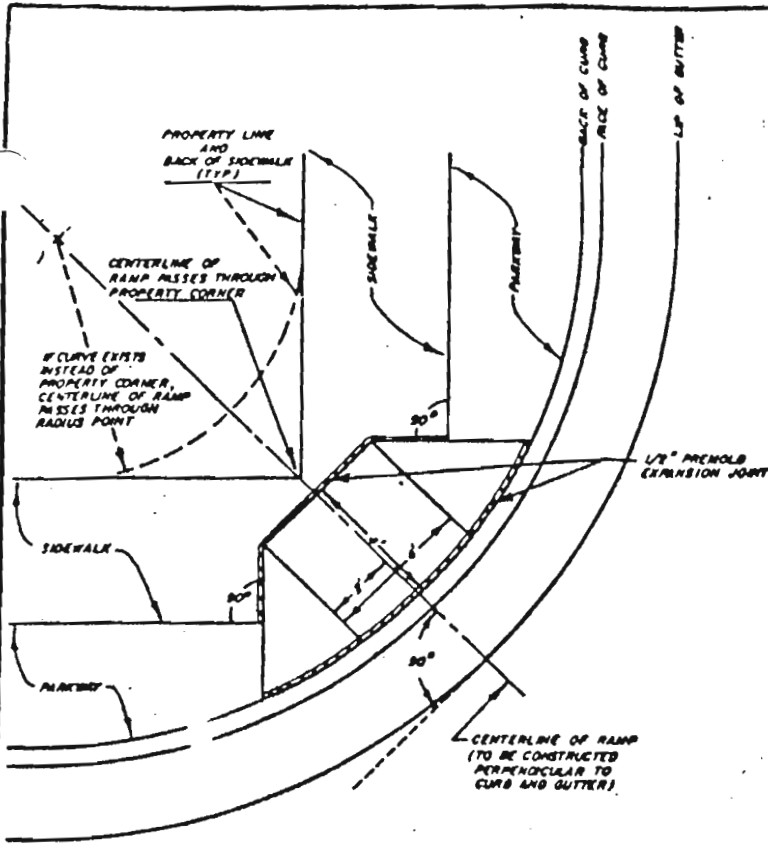 BACK OF CURB
FACE OF CURB
LIP OF GUTTER
PROPERTY LINE
AND
BACK OF SIDEWALK
(TYP)
SIDEWALK
PARKWAY
CENTERLINE OF
RAMP PASSES THROUGH
PROPERTY CORNER
IF CURVE EXISTS
INSTEAD OF
PROPERTY CORNER,
CENTERLINE OF RAMP
PASSES THROUGH
RADIUS POINT
90°
1/2" PREMOLD
EXPANSION JOINT
SIDEWALK
90°
PARKWAY
90°
CENTERLINE OF RAMP
(TO BE CONSTRUCTED
PERPENDICULAR TO
CURB AND GUTTER)